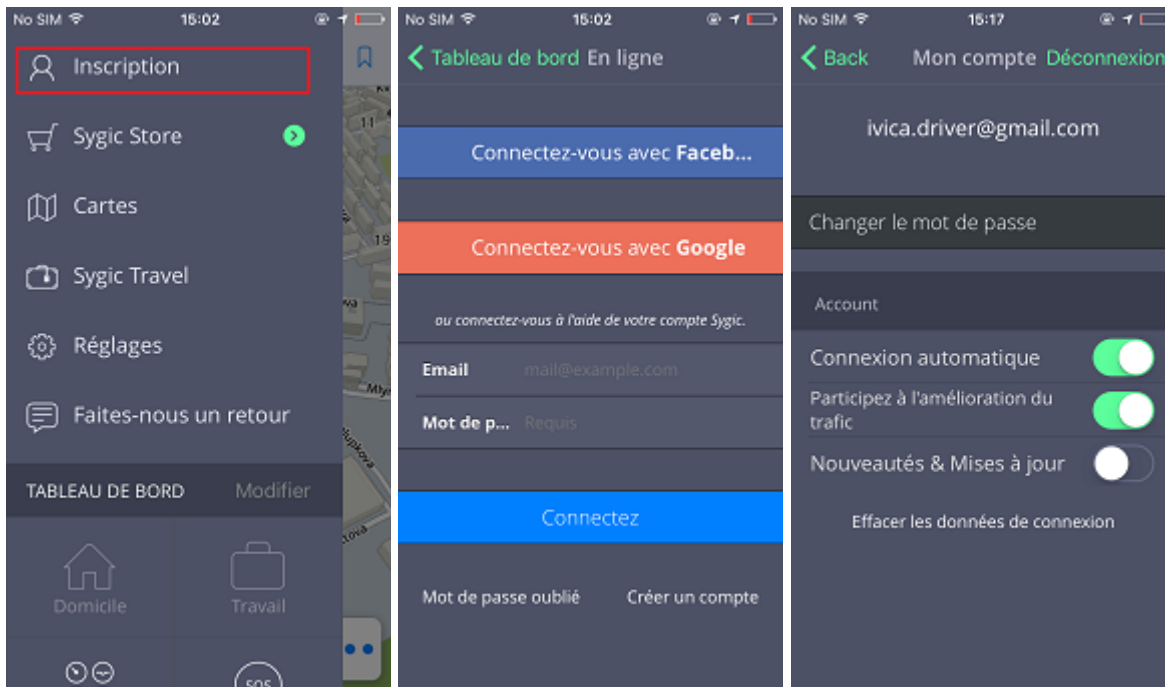 No SIM 15:02
Inscription
Sygic Store
Cartes
Sygic Travel
Réglages
Faites-nous un retour
TABLEAU DE BORD Modifier
Domicile Travail
SOS
11
19
No SIM 15:02
Tableau de bord En ligne
Connectez-vous avec Faceb...
Connectez-vous avec Google
ou connectez-vous à l'aide de votre compte Sygic.
Email mail@example.com
Mot de p... Requis
Connectez
Mot de passe oublié Créer un compte
No SIM 15:17
Back Mon compte Déconnexion
ivica.driver@gmail.com
Changer le mot de passe
Account
Connexion automatique
Participez à l'amélioration du
trafic
Nouveautés & Mises à jour
Effacer les données de connexion